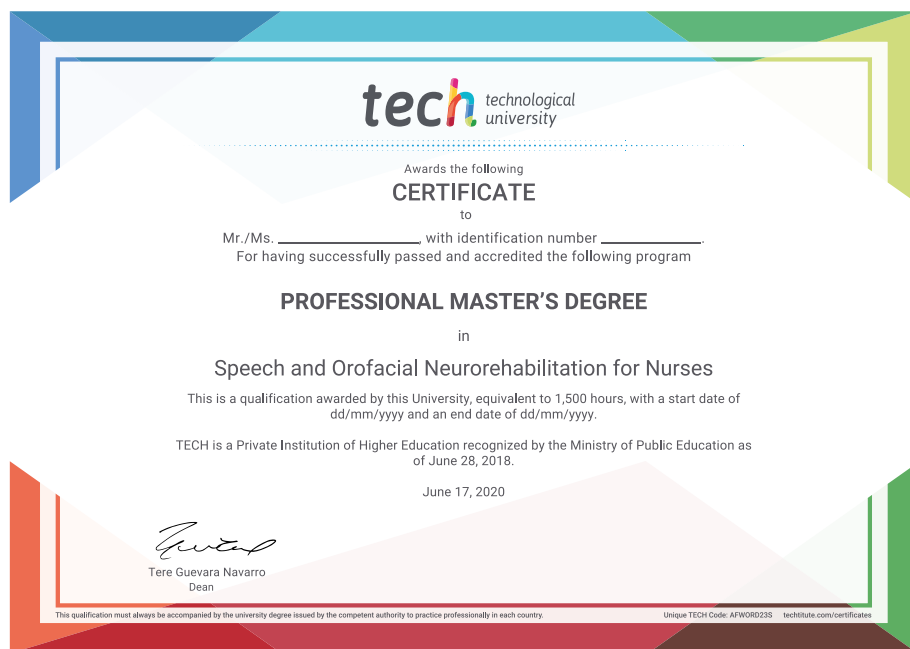 tech technological
university
Awards the following
CERTIFICATE
to
Mr./Ms. ____________________, with identification number ______________.
For having successfully passed and accredited the following program
PROFESSIONAL MASTER'S DEGREE
in
Speech and Orofacial Neurorehabilitation for Nurses
This is a qualification awarded by this University, equivalent to 1,500 hours, with a start date of
dd/mm/yyyy and an end date of dd/mm/yyyy.
TECH is a Private Institution of Higher Education recognized by the Ministry of Public Education as
of June 28, 2018.
June 17, 2020
Tere Guevara Navarro
Dean
This qualification must always be accompanied by the university degree issued by the competent authority to practice professionally in each country.
Unique TECH Code: AFWORD23S techtitute.com/certificates